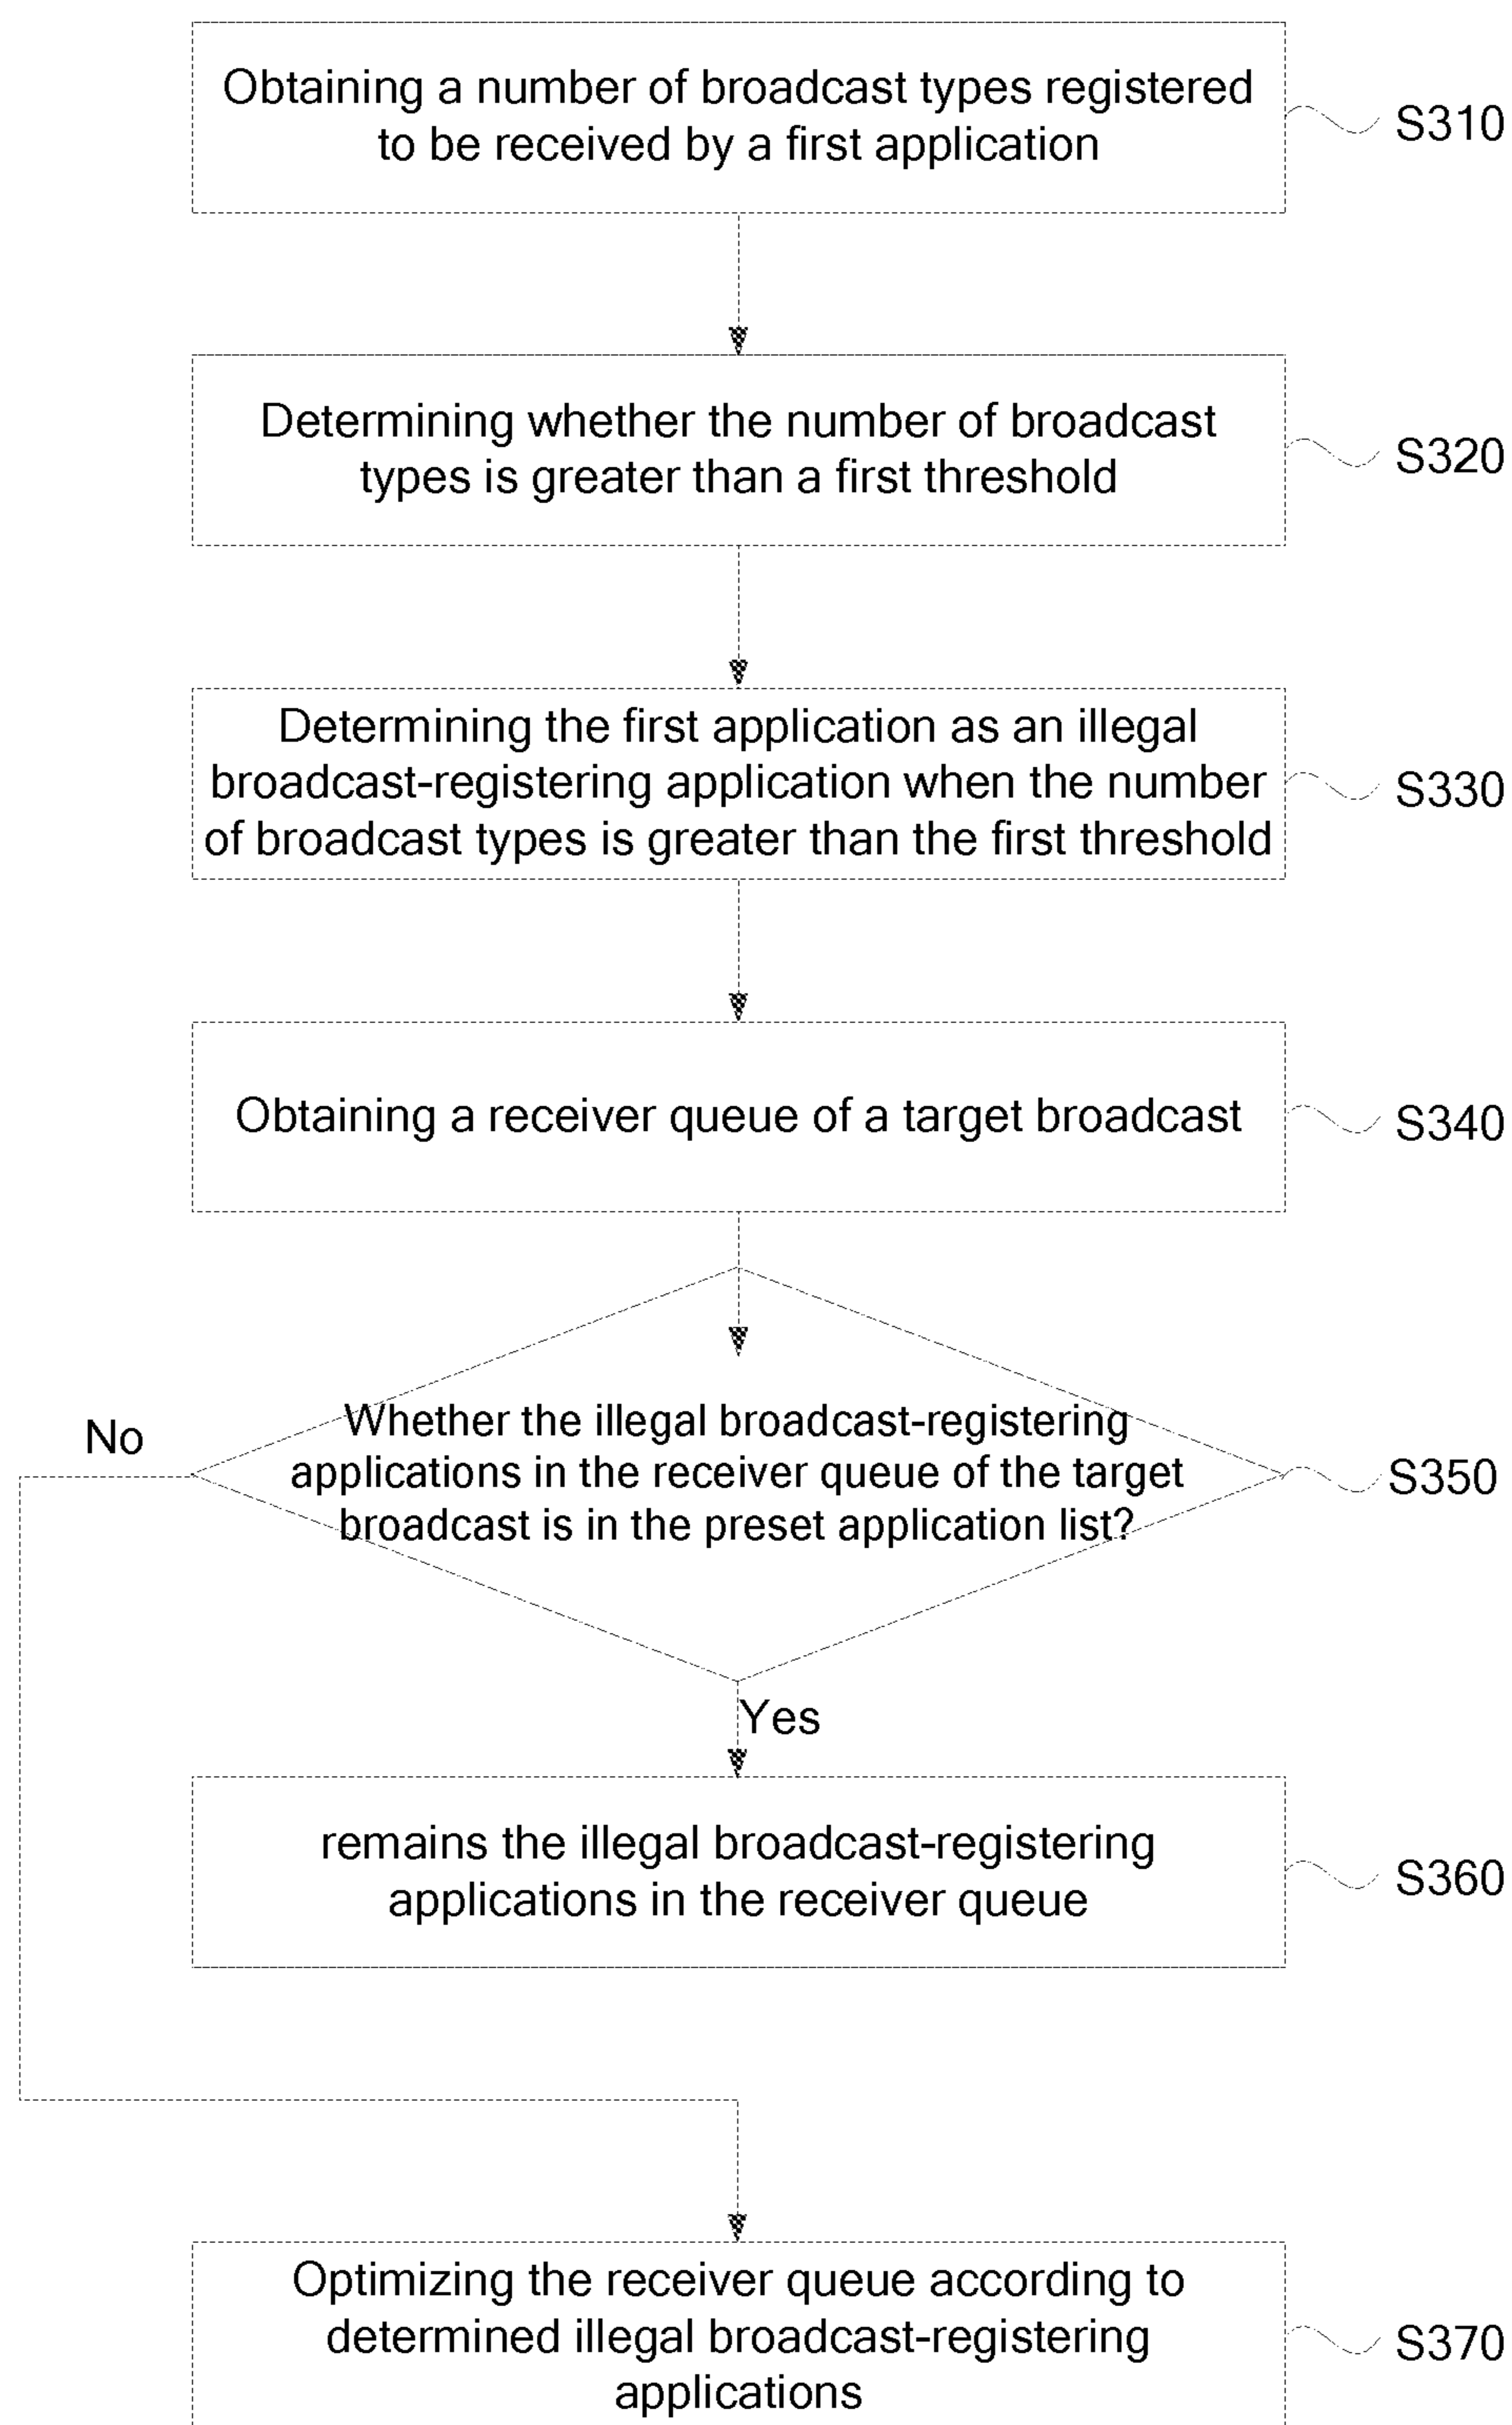 Obtaining a number of broadcast types registered
to be received by a first application
S310
Determining whether the number of broadcast
types is greater than a first threshold
S320
Determining the first application as an illegal
broadcast-registering application when the number
of broadcast types is greater than the first threshold
S330
Obtaining a receiver queue of a target broadcast
S340
No
Whether the illegal broadcast-registering
applications in the receiver queue of the target
broadcast is in the preset application list?
S350
Yes
remains the illegal broadcast-registering
applications in the receiver queue
S360
Optimizing the receiver queue according to
determined illegal broadcast-registering
applications
S370